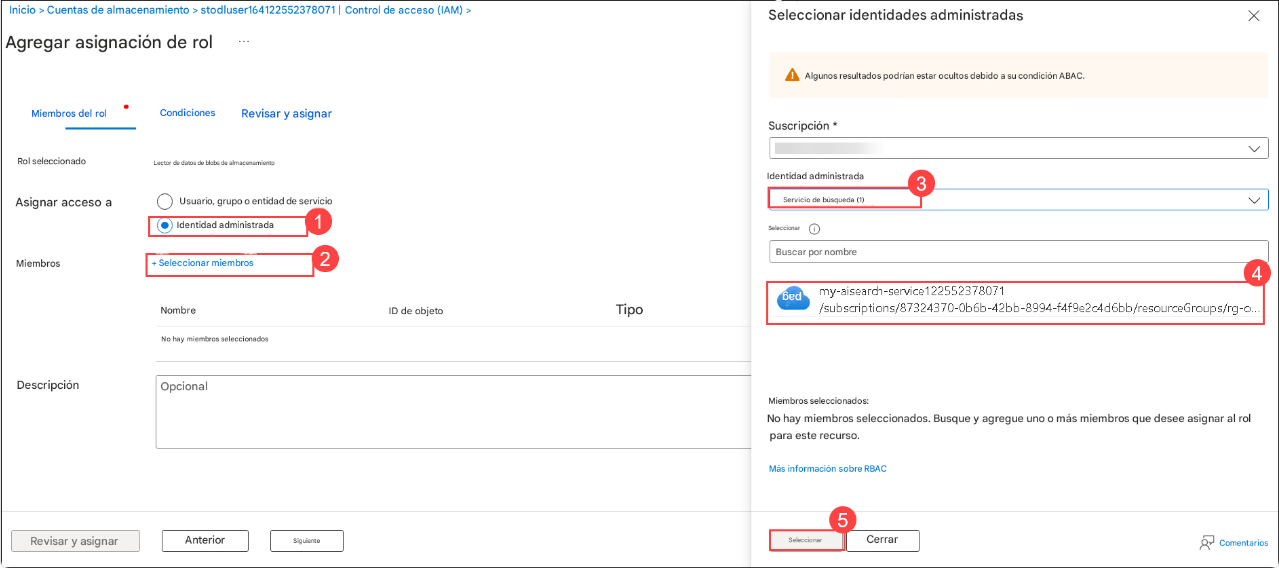 Inicio > Cuentas de almacenamiento > stodluser164122552378071 | Control de acceso (IAM) >
Agregar asignación de rol ...
Miembros del rol Condiciones Revisar y asignar
Rol seleccionado Lector de datos de blobs de almacenamiento
Asignar acceso a
Usuario, grupo o entidad de servicio
Identidad administrada 1
Miembros + Seleccionar miembros 2
Nombre ID de objeto Tipo
No hay miembros seleccionados
Descripción Opcional
Revisar y asignar Anterior Siguiente
Seleccionar identidades administradas
Algunos resultados podrían estar ocultos debido a su condición ABAC.
Suscripción *
Identidad administrada 3
Servicio de búsqueda (1)
Seleccionar
Buscar por nombre
4
my-aisearch-service122552378071
/subscriptions/87324370-0b6b-42bb-8994-f4f9e2c4d6bb/resourceGroups/rg-o...
Miembros seleccionados:
No hay miembros seleccionados. Busque y agregue uno o más miembros que desee asignar al rol
para este recurso.
Más información sobre RBAC
5
Seleccionar Cerrar Comentarios